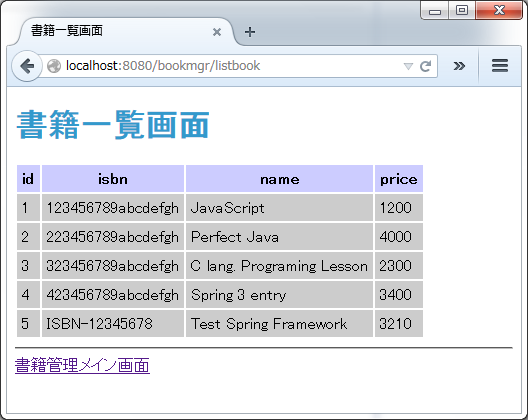 書籍一覧画面
localhost:8080/bookmgr/listbook
書籍一覧画面
id isbn name price
1 123456789abcdefgh JavaScript 1200
2 223456789abcdefgh Perfect Java 4000
3 323456789abcdefgh C lang. Programing Lesson 2300
4 423456789abcdefgh Spring 3 entry 3400
5 ISBN-12345678 Test Spring Framework 3210
書籍管理メイン画面